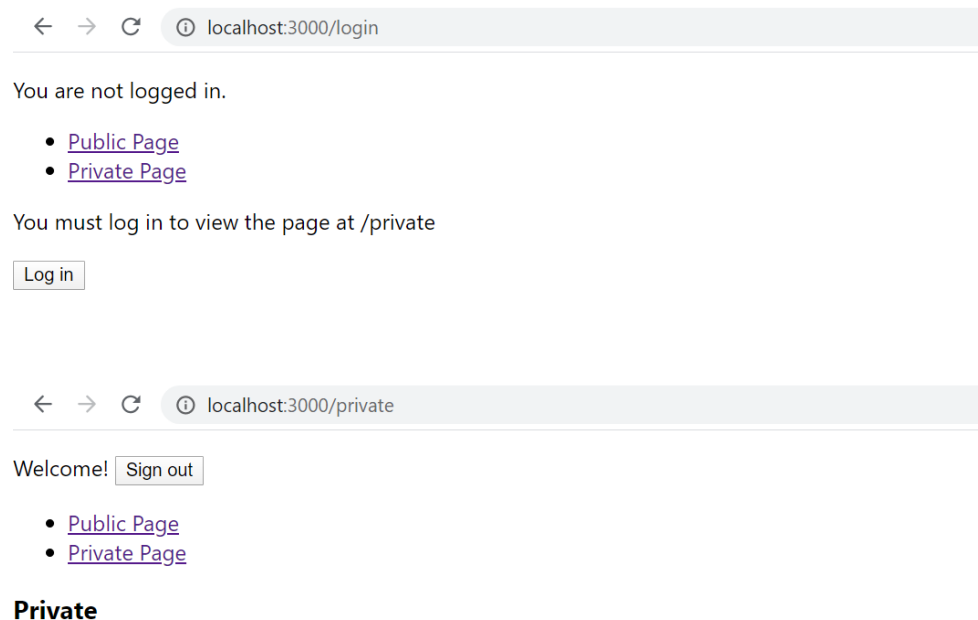 localhost:3000/login
You are not logged in.
Public Page
Private Page
You must log in to view the page at /private
Log in
localhost:3000/private
Welcome! Sign out
Public Page
Private Page
Private